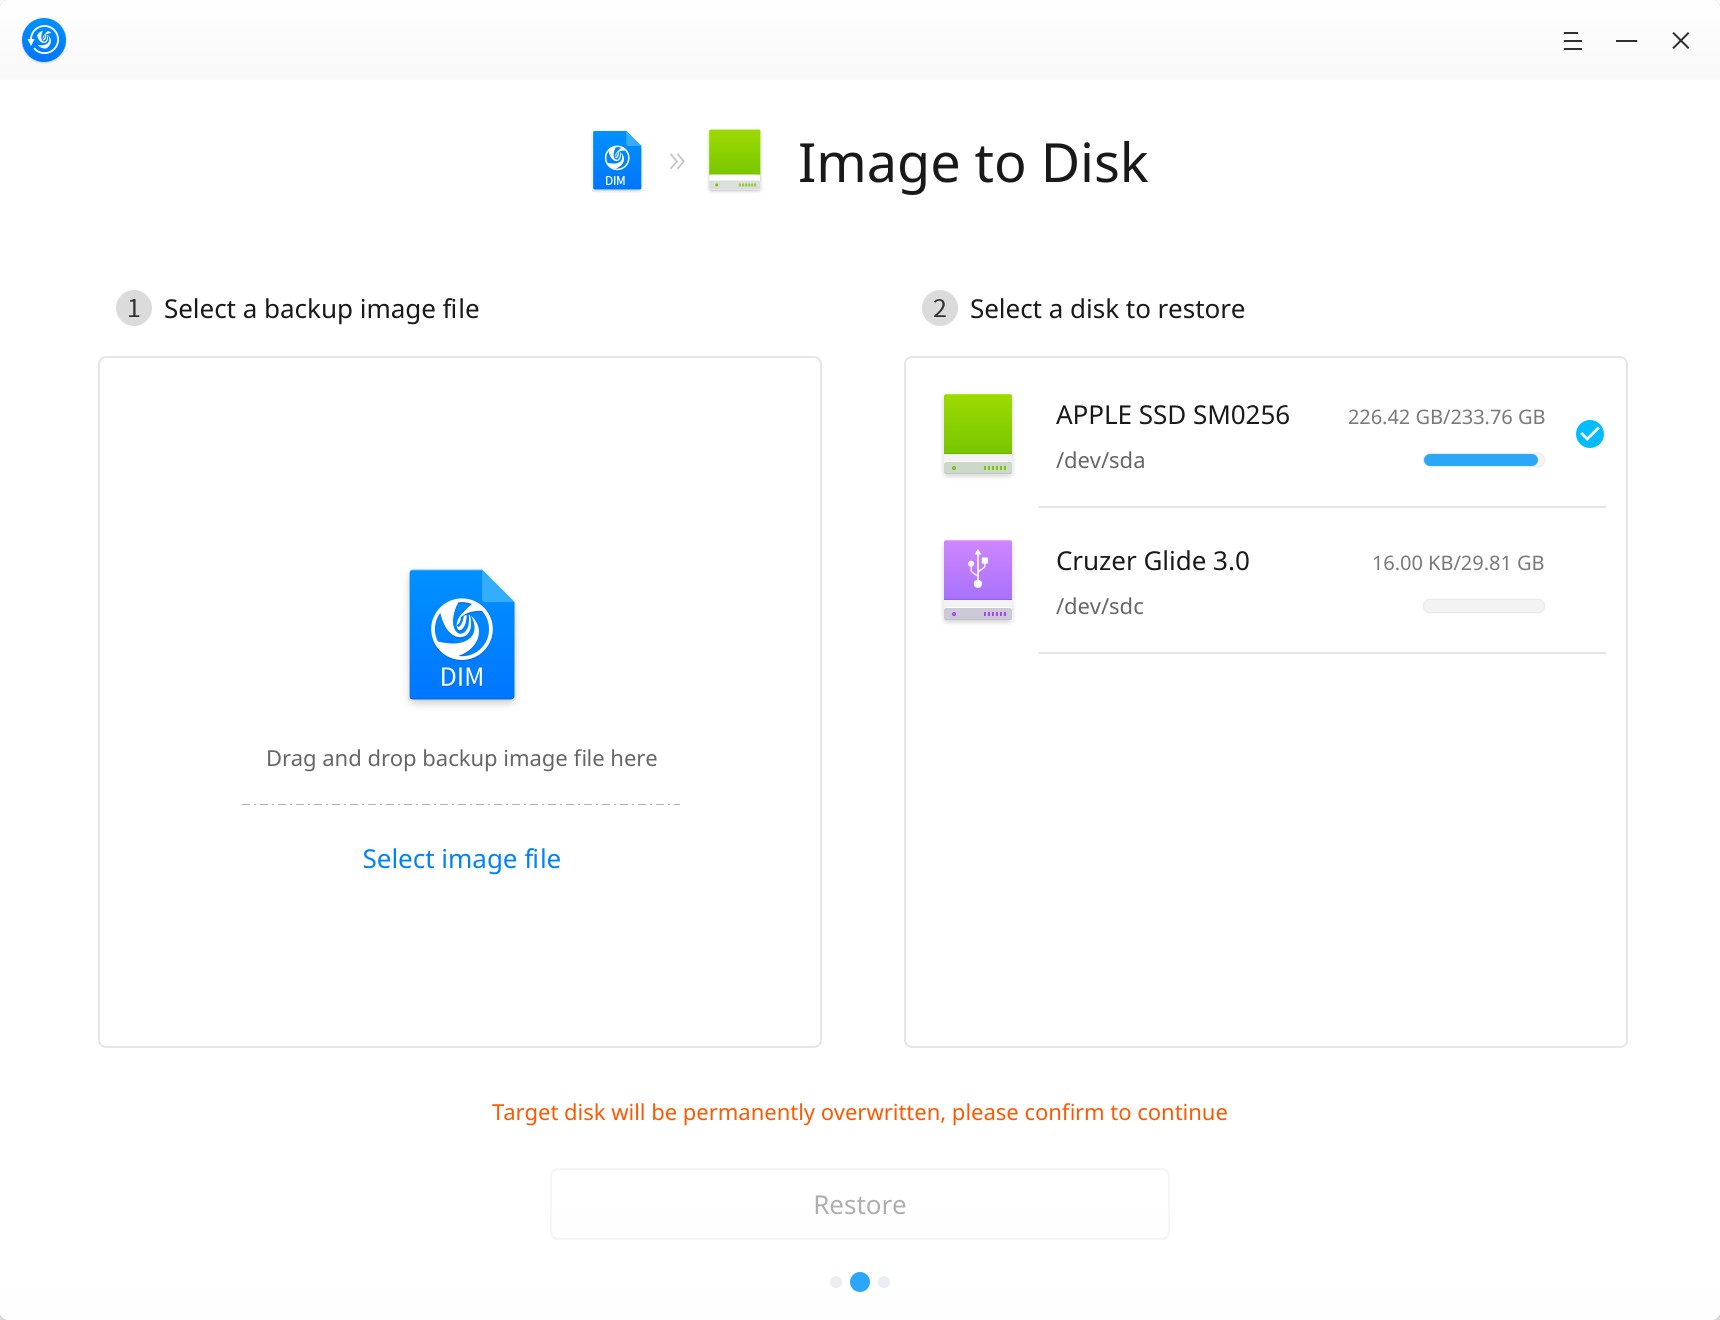 DIM
Image to Disk
1 Select a backup image file
DIM
Drag and drop backup image file here
Select image file
2 Select a disk to restore
APPLE SSD SM0256 226.42 GB/233.76 GB
/dev/sda
Cruzer Glide 3.0 16.00 KB/29.81 GB
/dev/sdc
Target disk will be permanently overwritten, please confirm to continue
Restore